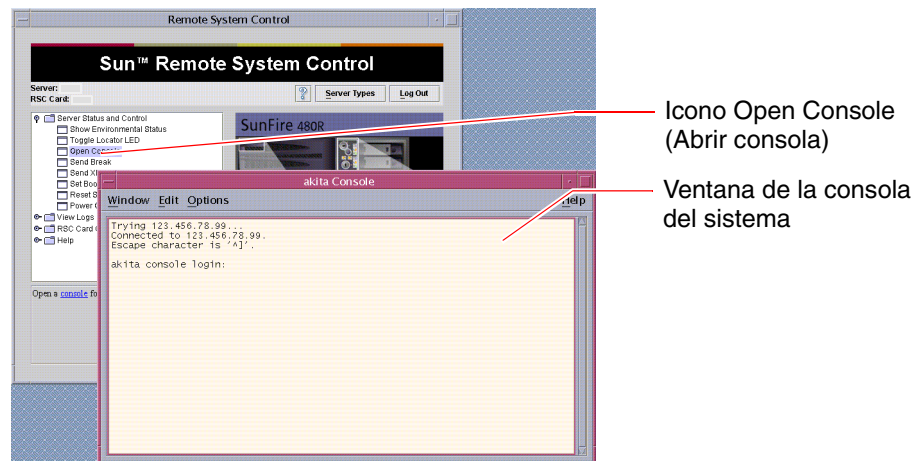 Remote System Control
Sun™ Remote System Control
Server:
RSC Card:
? Server Types Log Out
Server Status and Control
Show Environmental Status
Toggle Locator LED
Open Console
Send Break
Send XI
Set Boo
Reset S
Power
View Logs
RSC Card
Help
SunFire 480R
Open a console fo
akita Console
Window Edit Options Help
Trying 123.456.78.99...
Connected to 123.456.78.99.
Escape character is '^]'.
akita console login:
Icono Open Console
(Abrir consola)
Ventana de la consola
del sistema